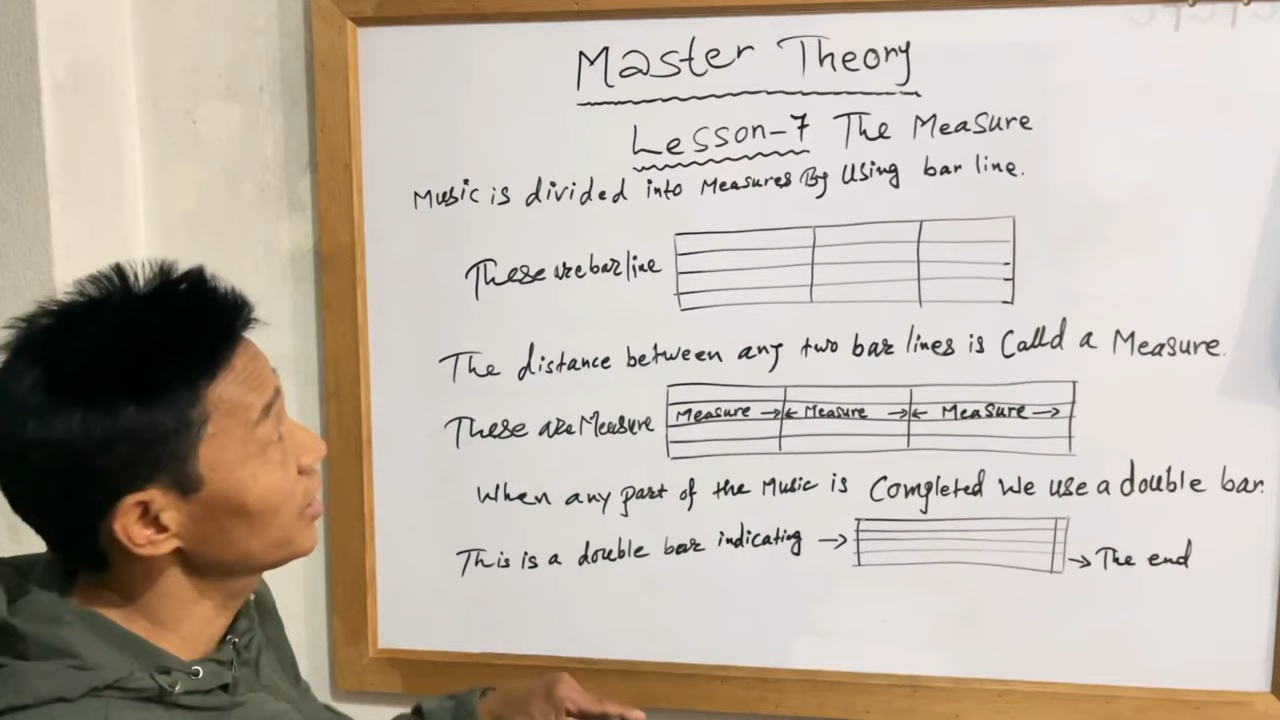 Master Theory
Lesson-7 The Measure
Music is divided into Measures By Using bar line.
These are bar line
The distance between any two bar lines is Called a Measure.
These are Measure Measure Measure Measure
When any part of the Music is Completed We use a double bar.
This is a double bar indicating
The end